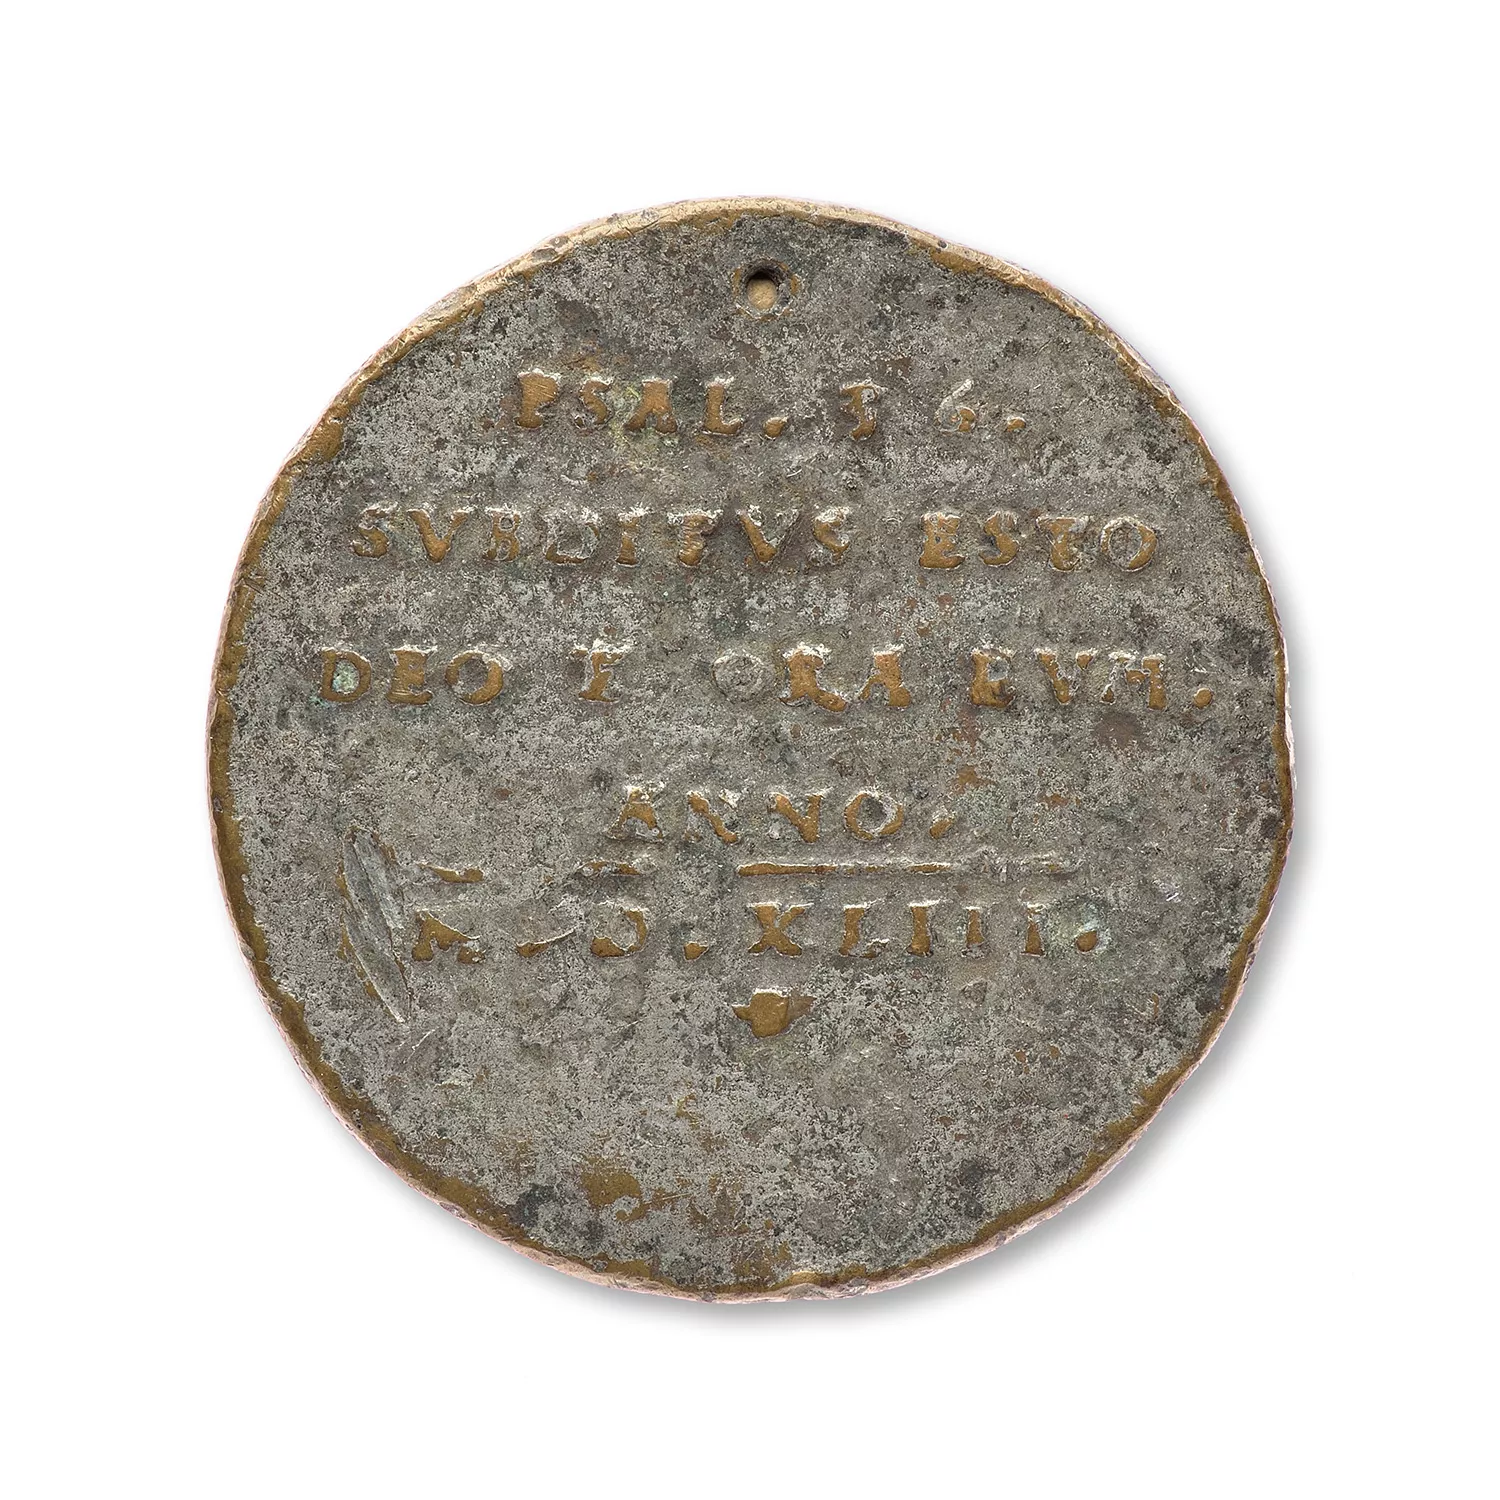 PSAL. 36.
SVBDITVS ESTO
DEO E ORA EVM.
ANNO.
M.D.XLIII.